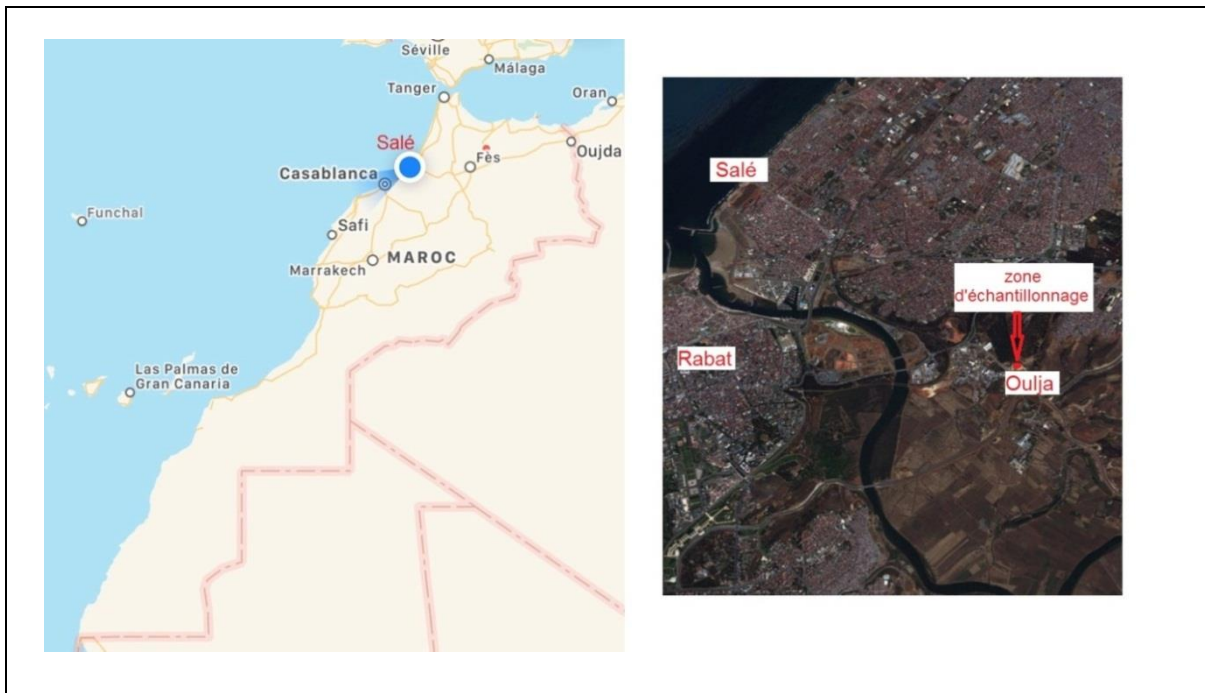 Séville
Málaga
Tanger
Oran
Salé
Oujda
Fès
Casablanca
Funchal
Safi
MAROC
Marrakech
Las Palmas de
Gran Canaria
Salé
zone
d'échantillonnage
Rabat
Oulja